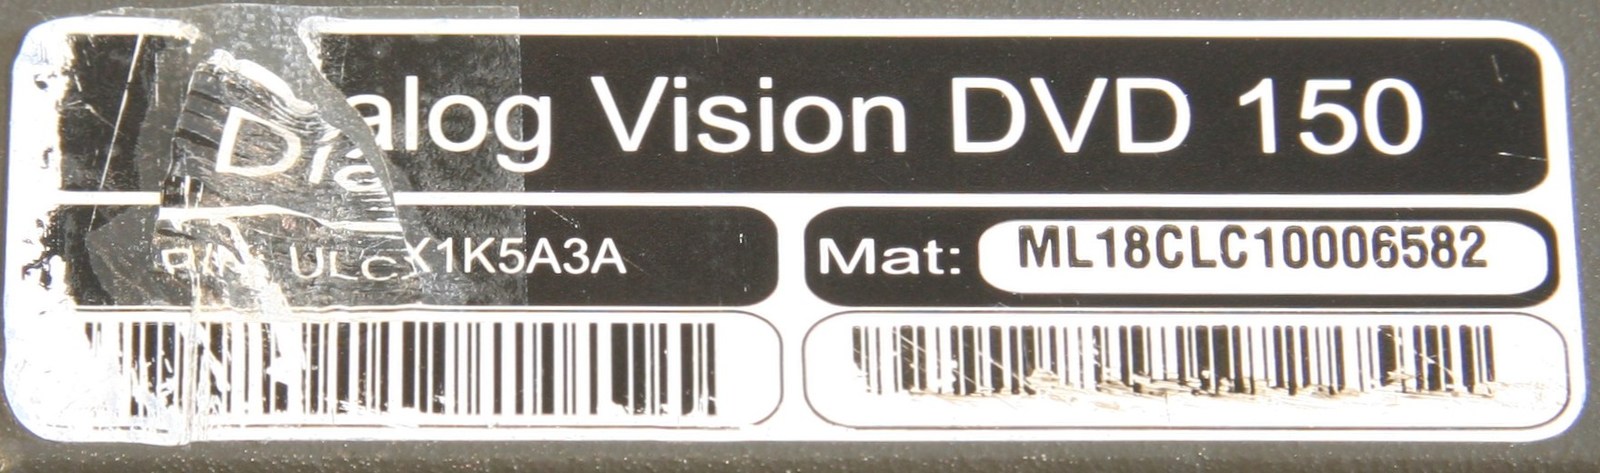 Dialog Vision DVD 150
P/N: ULCX1K5A3A
Mat: ML18CLC10006582